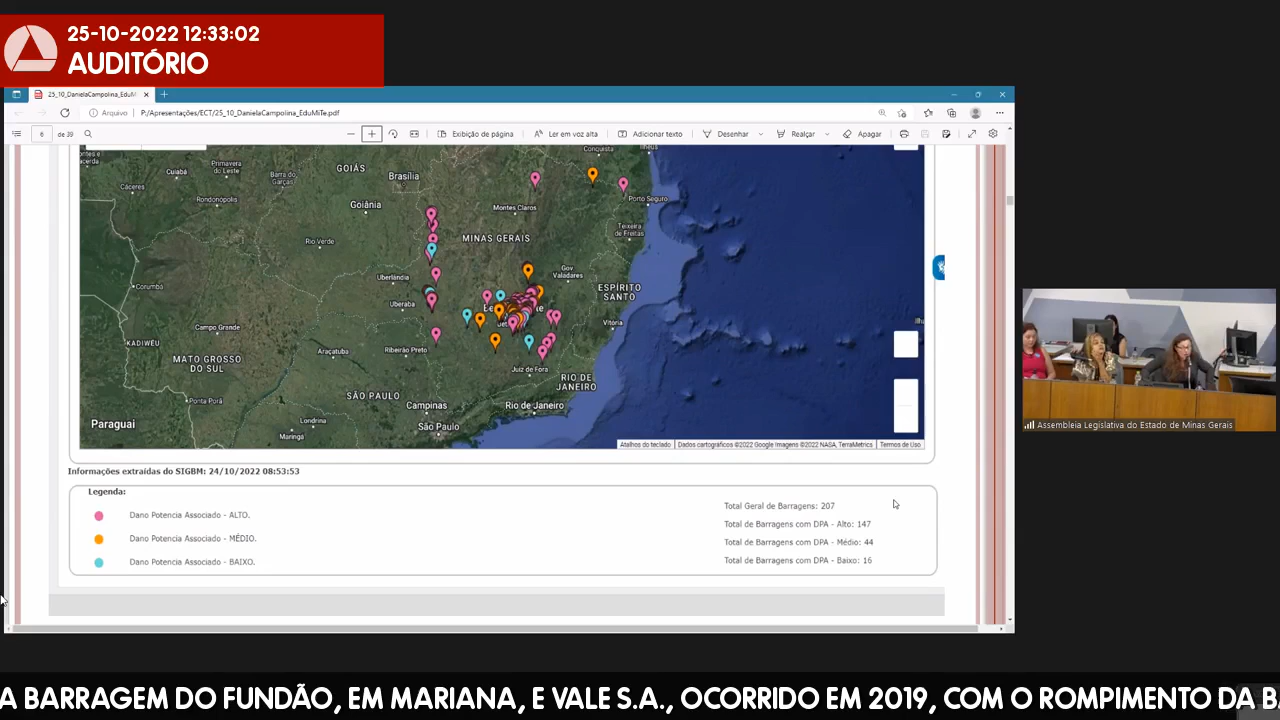 25-10-2022 12:33:02
AUDITÓRIO
25_10_DanielaCampolina_EduMi
Arquivo
P:/Apresentações/ECT/25_10_DanielaCampolina_EduMiTe.pdf
6 de 39
Exibição de página
Ler em voz alta
Adicionar texto
Desenhar
Realçar
Apagar
Conquista
Ilhéus
Cuiabá
Primavera do Leste
Barra do Garças
GOIÁS
Brasília
Cáceres
Rondonópolis
Goiânia
Montes Claros
Porto Seguro
Rio Verde
MINAS GERAIS
Teixeira de Freitas
Corumbá
Uberlândia
Gov Valadares
Uberaba
ESPÍRITO SANTO
Campo Grande
Vitória
KADIWÉU
MATO GROSSO DO SUL
Araçatuba
Ribeirão Preto
Juiz de Fora
Ponta Porã
SÃO PAULO
RIO DE JANEIRO
Paraguai
Londrina
Campinas
Rio de Janeiro
Maringá
São Paulo
Atalhos do teclado
Dados cartográficos ©2022 Google Imagens ©2022 NASA, TerraMetrics
Termos de Uso
Informações extraídas do SIGBM: 24/10/2022 08:53:53
Legenda:
Dano Potencia Associado - ALTO.
Dano Potencia Associado - MÉDIO.
Dano Potencia Associado - BAIXO.
Total Geral de Barragens: 207
Total de Barragens com DPA - Alto: 147
Total de Barragens com DPA - Médio: 44
Total de Barragens com DPA - Baixo: 16
Assembleia Legislativa do Estado de Minas Gerais
A BARRAGEM DO FUNDÃO, EM MARIANA, E VALE S.A., OCORRIDO EM 2019, COM O ROMPIMENTO DA B